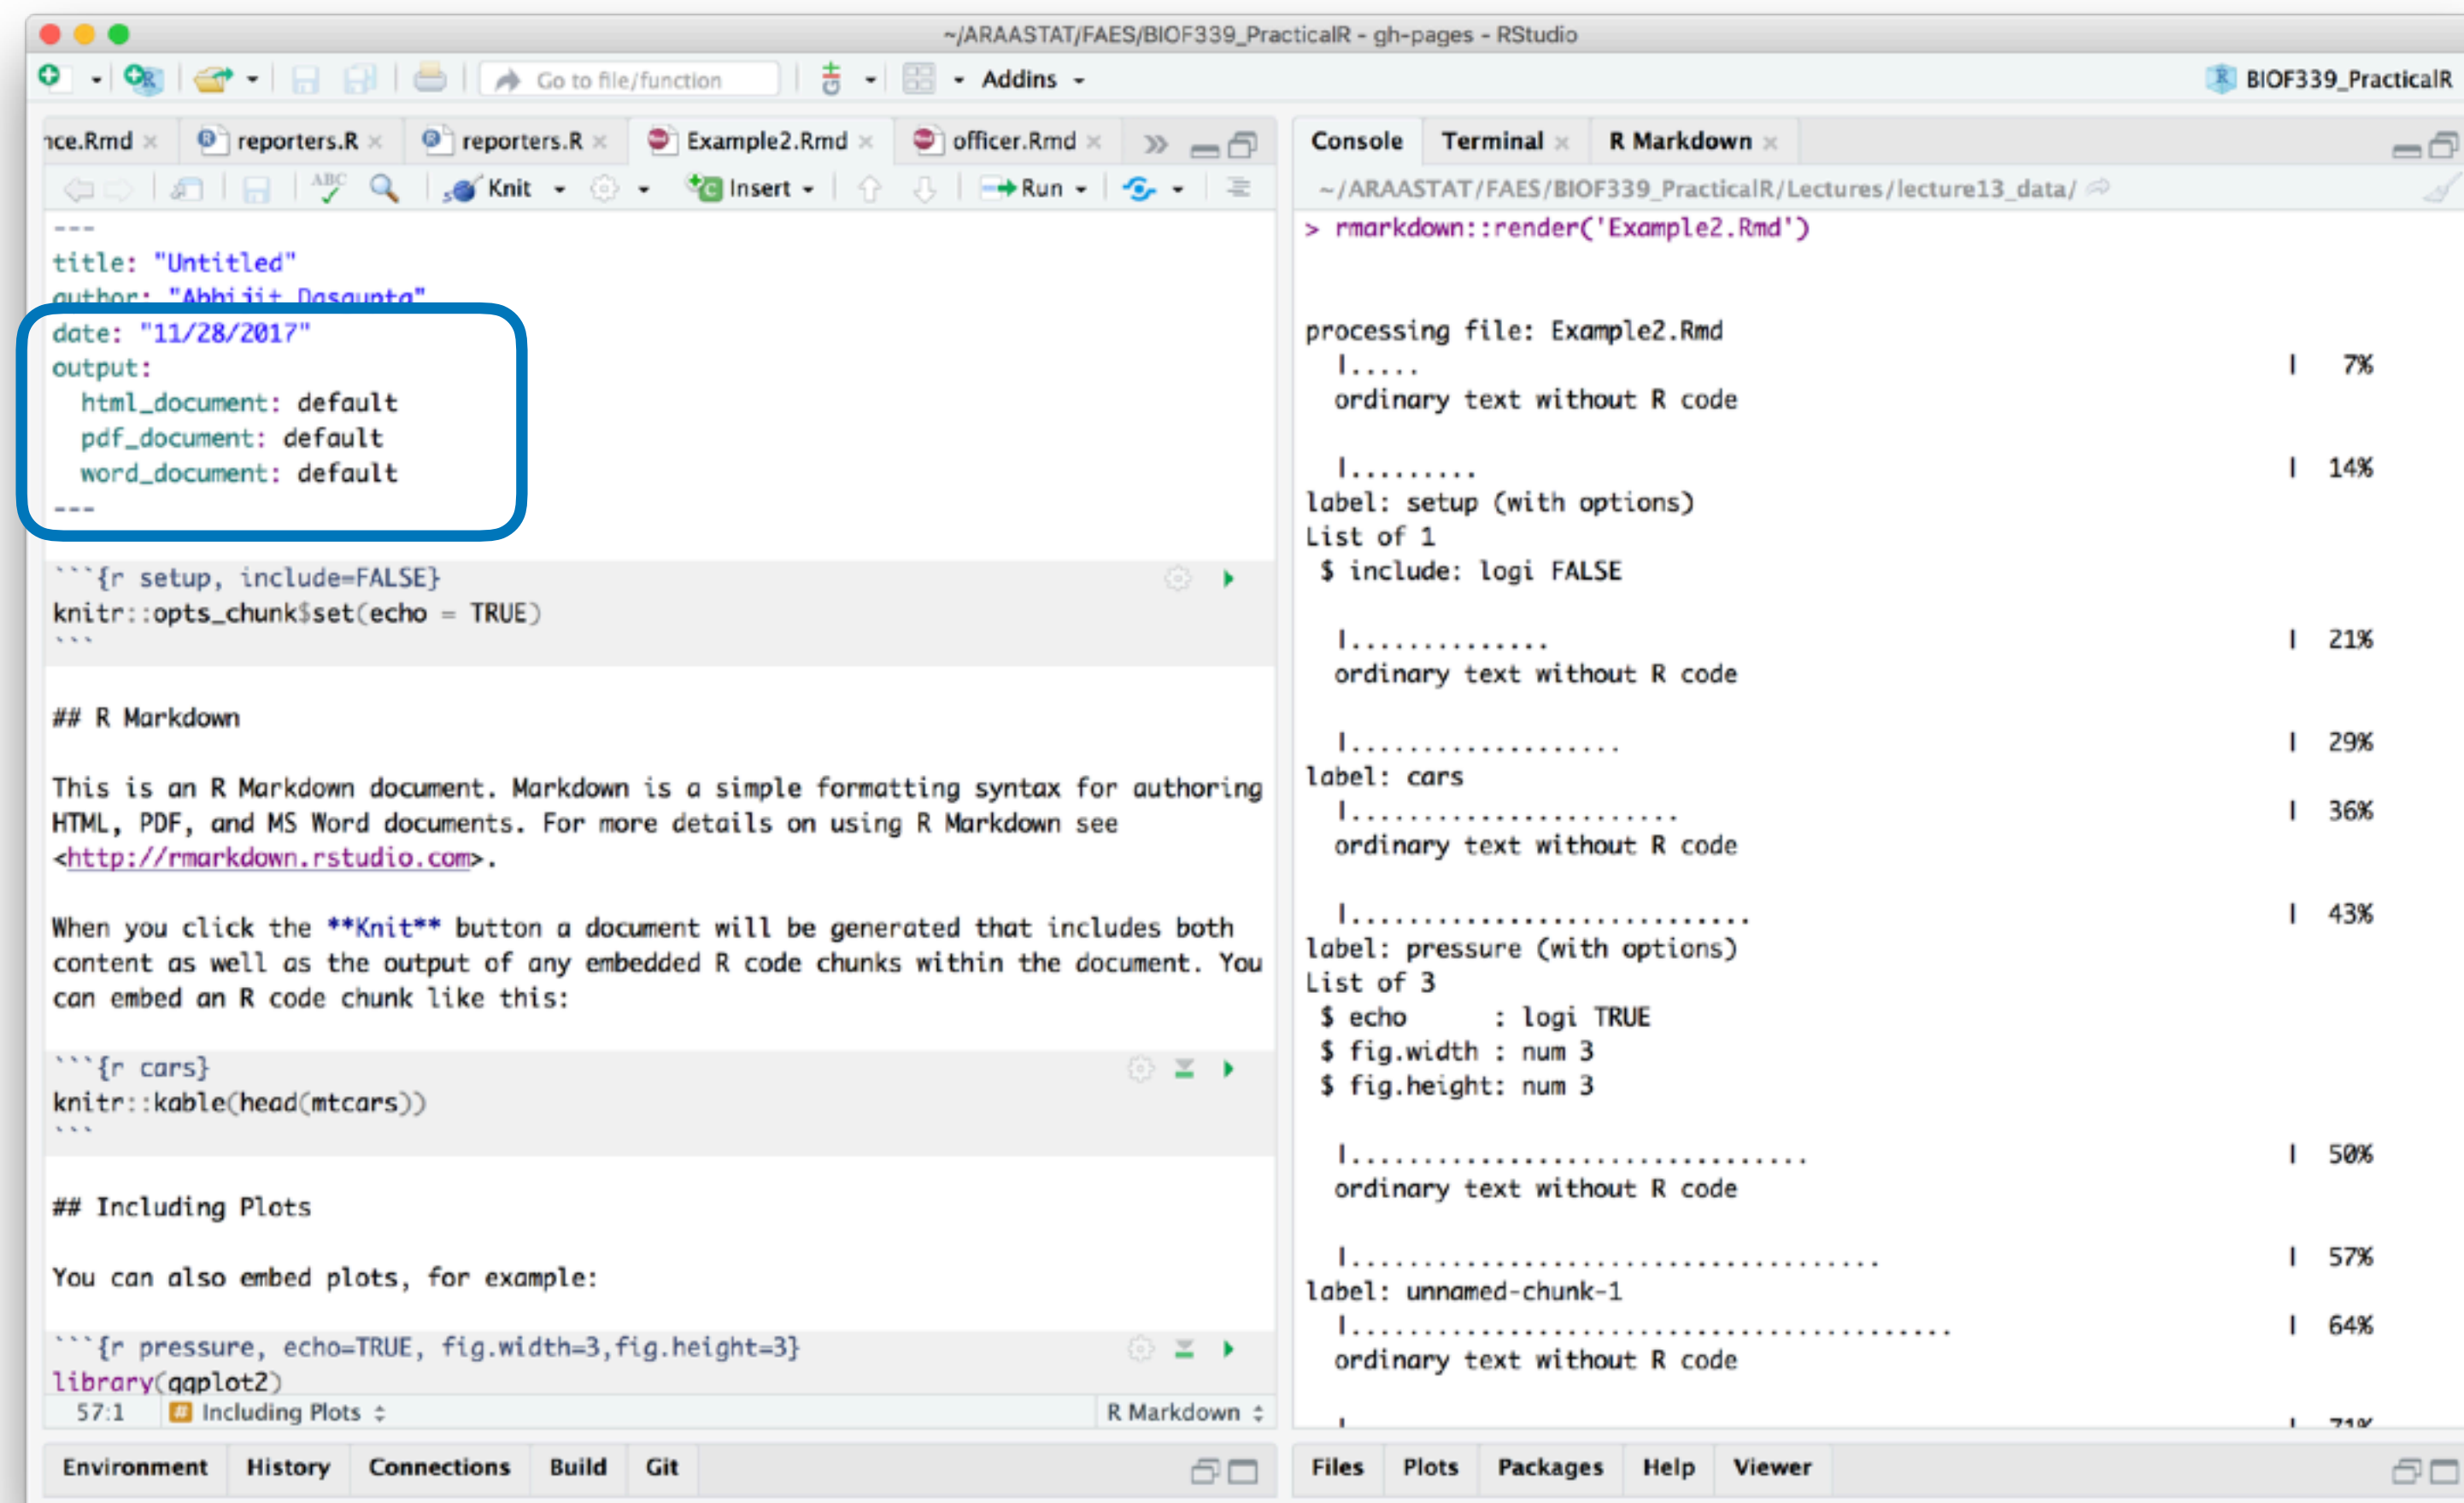 ~/ARAASTAT/FAES/BIOF339_PracticalR - gh-pages - RStudio
Go to file/function
Addins
BIOF339_PracticalR
nce.Rmd
reporters.R
reporters.R
Example2.Rmd
officer.Rmd
ABC
Knit
Insert
Run
---
title: "Untitled"
author: "Abhijit Dasgupta"
date: "11/28/2017"
output:
  html_document: default
  pdf_document: default
  word_document: default
---
```{r setup, include=FALSE}
knitr::opts_chunk$set(echo = TRUE)
```
## R Markdown
This is an R Markdown document. Markdown is a simple formatting syntax for authoring
HTML, PDF, and MS Word documents. For more details on using R Markdown see
<http://rmarkdown.rstudio.com>.
When you click the **Knit** button a document will be generated that includes both
content as well as the output of any embedded R code chunks within the document. You
can embed an R code chunk like this:
```{r cars}
knitr::kable(head(mtcars))
```
## Including Plots
You can also embed plots, for example:
```{r pressure, echo=TRUE, fig.width=3,fig.height=3}
library(ggplot2)
57:1
Including Plots
R Markdown
Environment
History
Connections
Build
Git
Console
Terminal
R Markdown
~/ARAASTAT/FAES/BIOF339_PracticalR/Lectures/lecture13_data/
> rmarkdown::render('Example2.Rmd')
processing file: Example2.Rmd
  |.....                                                                 |   7%
  ordinary text without R code
  |.........                                                             |  14%
label: setup (with options)
List of 1
 $ include: logi FALSE
  |..............                                                        |  21%
  ordinary text without R code
  |...................                                                   |  29%
label: cars
  |.......................                                               |  36%
  ordinary text without R code
  |............................                                          |  43%
label: pressure (with options)
List of 3
 $ echo      : logi TRUE
 $ fig.width : num 3
 $ fig.height: num 3
  |................................                                      |  50%
  ordinary text without R code
  |.....................................                                 |  57%
label: unnamed-chunk-1
  |..........................................                            |  64%
  ordinary text without R code
  |                                                                      |  71%
Files
Plots
Packages
Help
Viewer